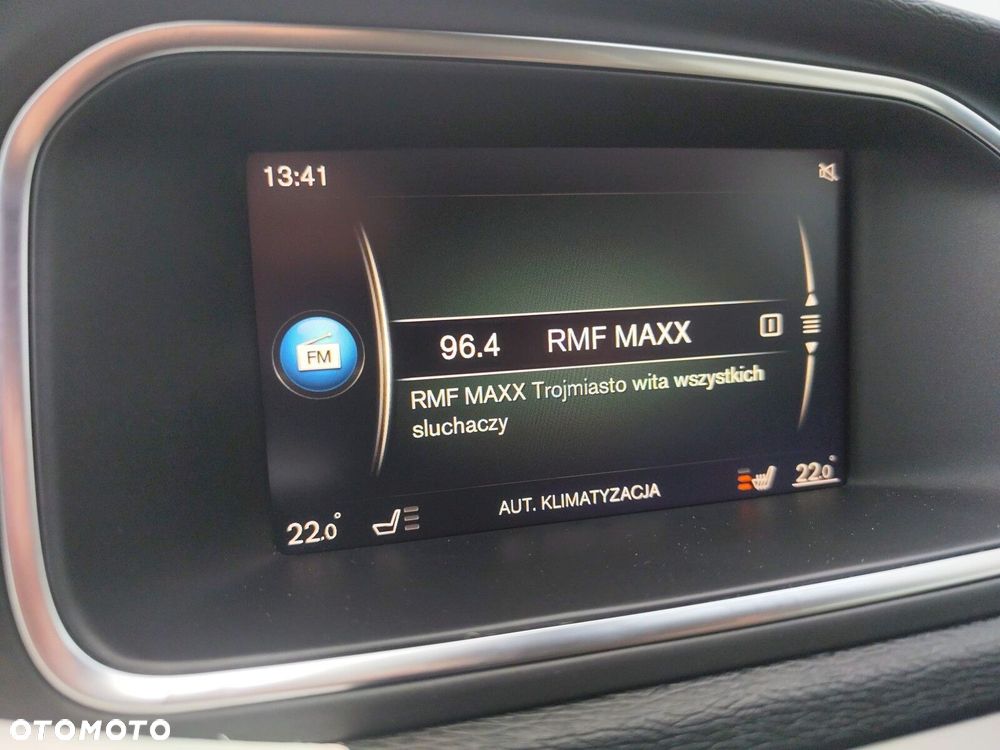 13:41
FM
96.4 RMF MAXX
RMF MAXX Trojmiasto wita wszystkich
sluchaczy
AUT. KLIMATYZACJA
22.0°
22.0°
OTOMOTO